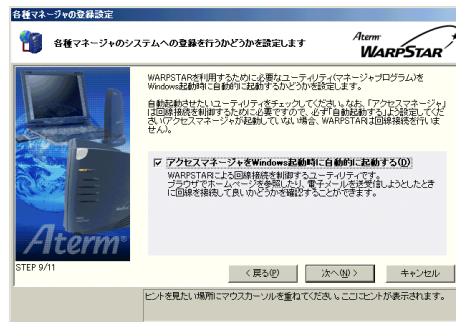 各種マネージャの登録設定
各種マネージャのシステムへの登録を行うかどうかを設定します
Aterm
WARPSTAR
WARPSTARを利用するために必要なユーティリティ(マネージャプログラム)を
Windows起動時に自動的に起動するかどうかを設定します。
自動起動させたいユーティリティをチェックしてください。なお、「アクセスマネージャ」
は回線接続を制御するために必要ですので、必ず「自動起動する」よう設定してくだ
さい(アクセスマネージャが起動していない場合、WARPSTARは回線接続を行いま
せん)。
アクセスマネージャをWindows起動時に自動的に起動する(D)
WARPSTARによる回線接続を制御するユーティリティです。
ブラウザでホームページを参照したり、電子メールを送受信しようとしたとき
に回線を接続して良いかどうかを確認することができます。
Aterm
STEP 9/11
< 戻る(P)
次へ(N) >
キャンセル
ヒントを見たい場所にマウスカーソルを重ねてください。ここにヒントが表示されます。